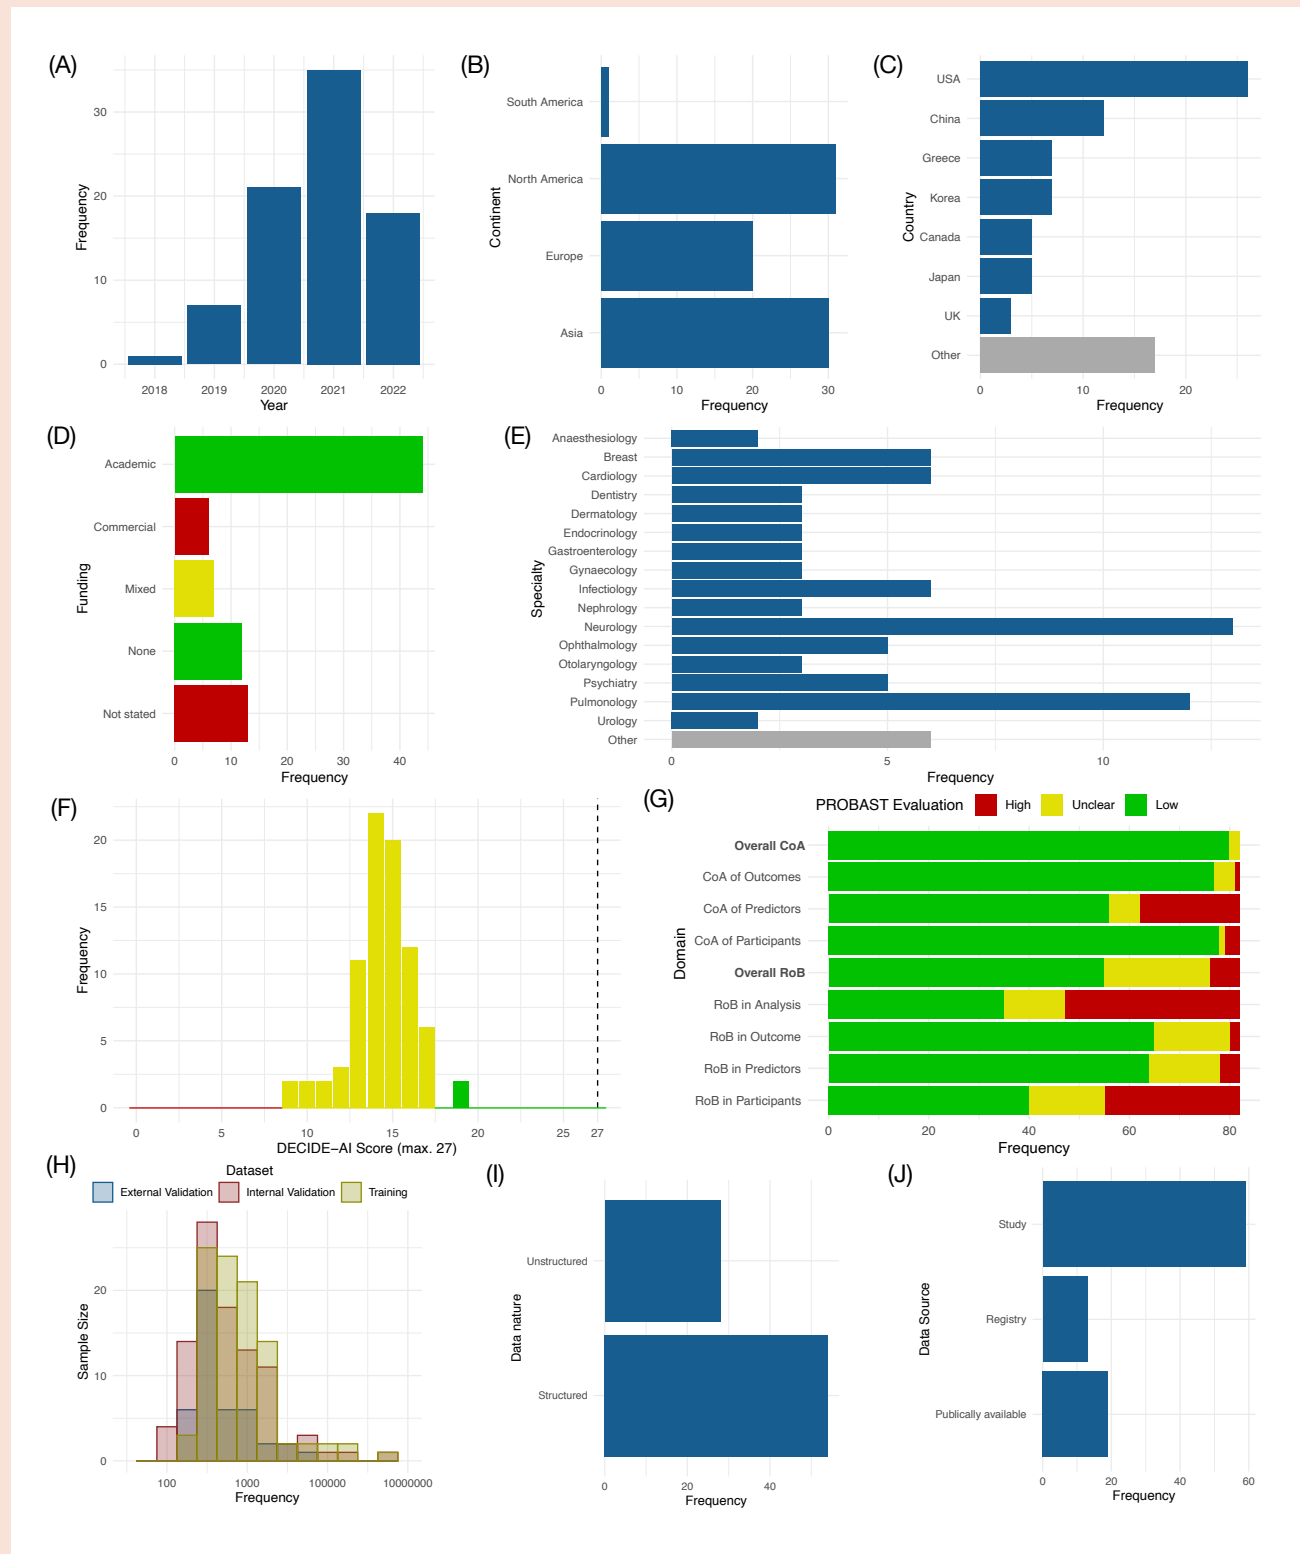 (A)
Frequency
30
20
10
0
2018 2019 2020 2021 2022
Year
(B)
Continent
South America
North America
Europe
Asia
0 10 20 30
Frequency
(C)
Country
USA
China
Greece
Korea
Canada
Japan
UK
Other
0 10 20
Frequency
(D)
Funding
Academic
Commercial
Mixed
None
Not stated
0 10 20 30 40
Frequency
(E)
Specialty
Anaesthesiology
Breast
Cardiology
Dentistry
Dermatology
Endocrinology
Gastroenterology
Gynaecology
Infectiology
Nephrology
Neurology
Ophthalmology
Otolaryngology
Psychiatry
Pulmonology
Urology
Other
0 5 10
Frequency
(F)
Frequency
20
15
10
5
0
0 5 10 15 20 25 27
DECIDE−AI Score (max. 27)
(G)
PROBAST Evaluation High Unclear Low
Domain
Overall CoA
CoA of Outcomes
CoA of Predictors
CoA of Participants
Overall RoB
RoB in Analysis
RoB in Outcome
RoB in Predictors
RoB in Participants
0 20 40 60 80
Frequency
(H)
Dataset
External Validation Internal Validation Training
Sample Size
20
10
0
100 1000 100000 10000000
Frequency
(I)
Data nature
Unstructured
Structured
0 20 40
Frequency
(J)
Data Source
Study
Registry
Publically available
0 20 40 60
Frequency